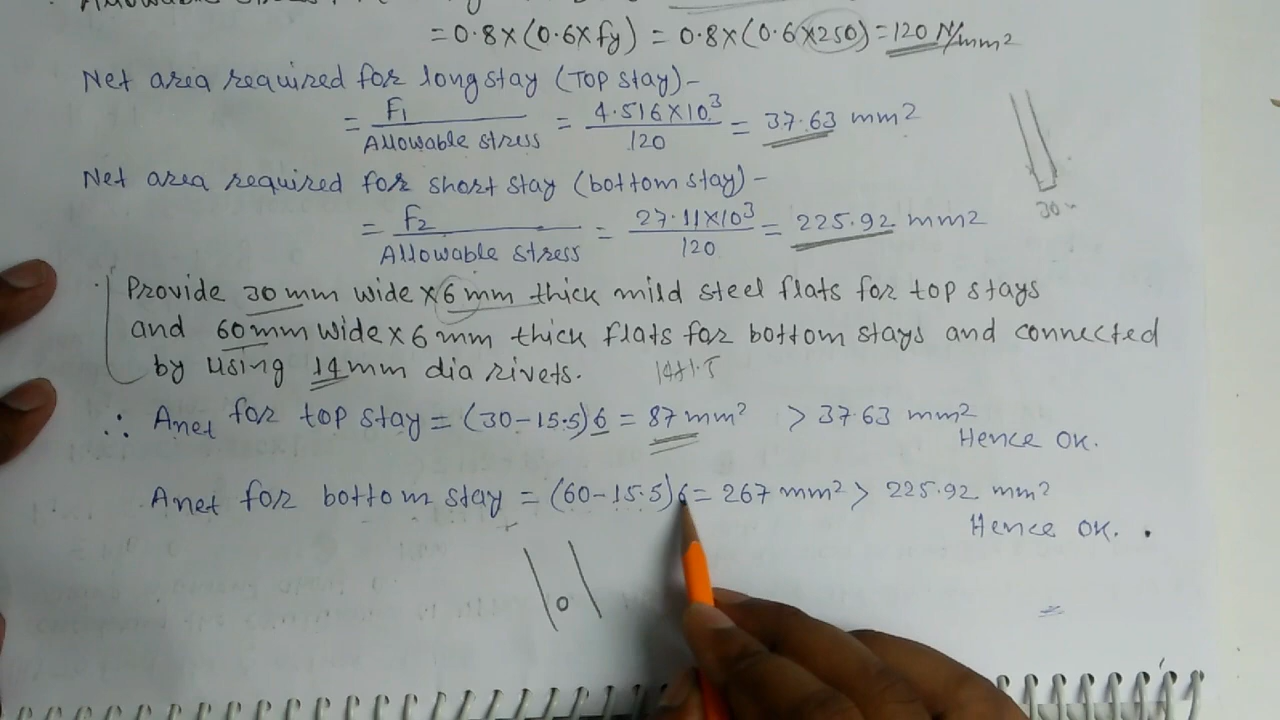 = 0.8×(0.6×fy) = 0.8×(0.6×250) = 120 N/mm²
Net area required for long stay (Top stay)-
= F₁ / Allowable stress = 4.516×10³ / 120 = 37.63 mm²
Net area required for short stay (bottom stay)-
30
= F₂ / Allowable stress = 27.11×10³ / 120 = 225.92 mm²
Provide 30 mm wide × 6 mm thick mild steel flats for top stays
and 60mm wide × 6 mm thick flats for bottom stays and connected
by using 14mm dia rivets. 14+1.5
∴ Anet for top stay = (30-15.5)6 = 87 mm² > 37.63 mm²
Hence OK.
Anet for bottom stay = (60-15.5)6 = 267 mm² > 225.92 mm²
Hence OK.